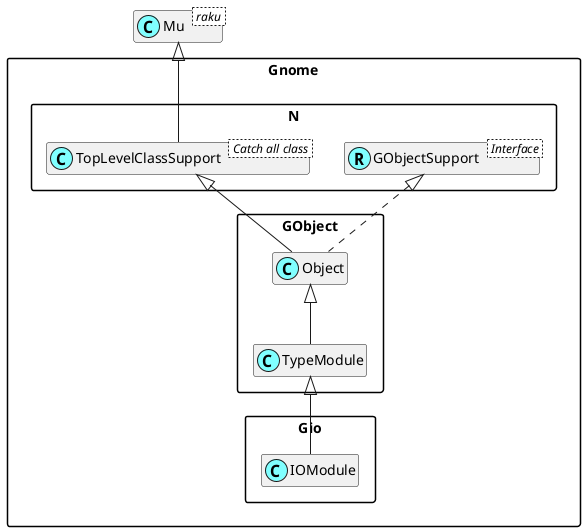 C Mu raku
Gnome
N
C TopLevelClassSupport Catch all class
R GObjectSupport Interface
GObject
C Object
C TypeModule
Gio
C IOModule